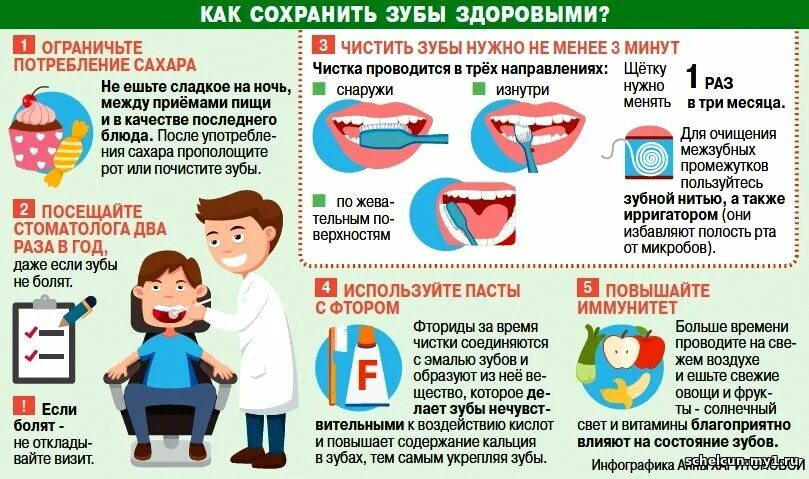 КАК СОХРАНИТЬ ЗУБЫ ЗДОРОВЫМИ?
1 ОГРАНИЧЬТЕ
ПОТРЕБЛЕНИЕ САХАРА
Не ешьте сладкое на ночь,
между приёмами пищи
и в качестве последнего
блюда. После употребле-
ния сахара прополощите
рот или почистите зубы.
2 ПОСЕЩАЙТЕ
СТОМАТОЛОГА ДВА
РАЗА В ГОД,
даже если зубы
не болят.
! Если
болят -
не отклады-
вайте визит.
3 ЧИСТИТЬ ЗУБЫ НУЖНО НЕ МЕНЕЕ 3 МИНУТ
Чистка проводится в трёх направлениях:
снаружи
изнутри
по жева-
тельным по-
верхностям
Щётку
нужно
менять
1 РАЗ
в три месяца.
Для очищения
межзубных
промежутков
пользуйтесь
зубной нитью, а также
ирригатором (они
избавляют полость рта
от микробов).
4 ИСПОЛЬЗУЙТЕ ПАСТЫ
С ФТОРОМ
F
Фториды за время
чистки соединяются
с эмалью зубов и
образуют из неё ве-
щество, которое де-
лает зубы нечувст-
вительными к воздействию кислот
и повышает содержание кальция
в зубах, тем самым укрепляя зубы.
5 ПОВЫШАЙТЕ
ИММУНИТЕТ
Больше времени
проводите на све-
жем воздухе
и ешьте свежие
овощи и фрук-
ты - солнечный
свет и витамины благоприятно
влияют на состояние зубов.
Инфографика Анны
schelcun.my1.ru